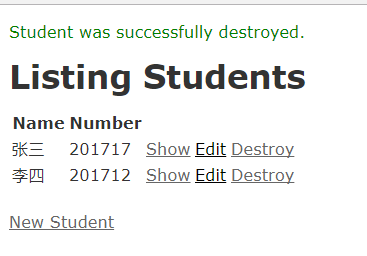 Student was successfully destroyed.
Listing Students
Name Number
张三 201717 Show Edit Destroy
李四 201712 Show Edit Destroy
New Student